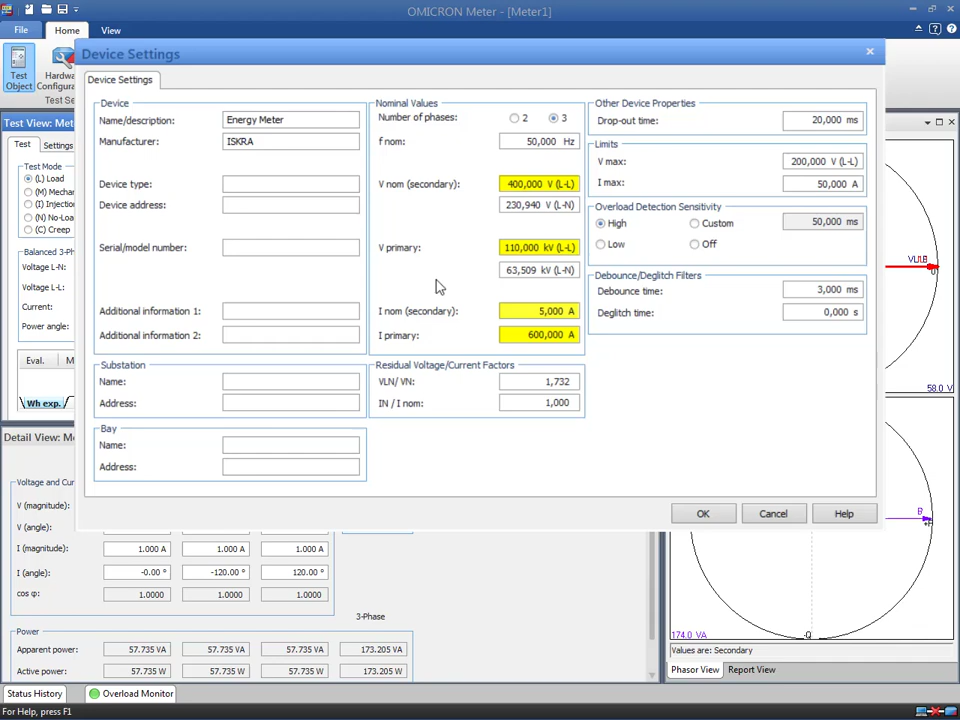 OMICRON Meter - [Meter1]
File Home View
Test Object
Hardw Configura
Test Se
Test View: Me
Test Settings
Test Mode
(L) Load
(M) Mechan
(I) Injectio
(N) No-Loa
(C) Creep
Balanced 3-Pha
Voltage L-N:
Voltage L-L:
Current:
Power angle:
Eval. M
Wh exp.
Device Settings
Device Settings
Device
Name/description: Energy Meter
Manufacturer: ISKRA
Device type:
Device address:
Serial/model number:
Additional information 1:
Additional information 2:
Substation
Name:
Address:
Bay
Name:
Address:
Nominal Values
Number of phases: 2 3
f nom: 50,000 Hz
V nom (secondary): 400,000 V (L-L)
230,940 V (L-N)
V primary: 110,000 kV (L-L)
63,509 kV (L-N)
I nom (secondary): 5,000 A
I primary: 600,000 A
Residual Voltage/Current Factors
VLN/ VN: 1,732
IN / I nom: 1,000
Other Device Properties
Drop-out time: 20,000 ms
Limits
V max: 200,000 V (L-L)
I max: 50,000 A
Overload Detection Sensitivity
High Custom 50,000 ms
Low Off
Debounce/Deglitch Filters
Debounce time: 3,000 ms
Deglitch time: 0,000 s
OK Cancel Help
58.0 V
B
-Q
174.0 VA
Values are: Secondary
Phasor View Report View
Detail View: Me
Voltage and Curr
V (magnitude):
V (angle):
I (magnitude): 1.000 A 1.000 A 1.000 A
I (angle): -0.00 ° -120.00 ° 120.00 °
cos φ: 1.0000 1.0000 1.0000
3-Phase
Power
Apparent power: 57.735 VA 57.735 VA 57.735 VA 173.205 VA
Active power: 57.735 W 57.735 W 57.735 W 173.205 W
Status History Overload Monitor
For Help, press F1